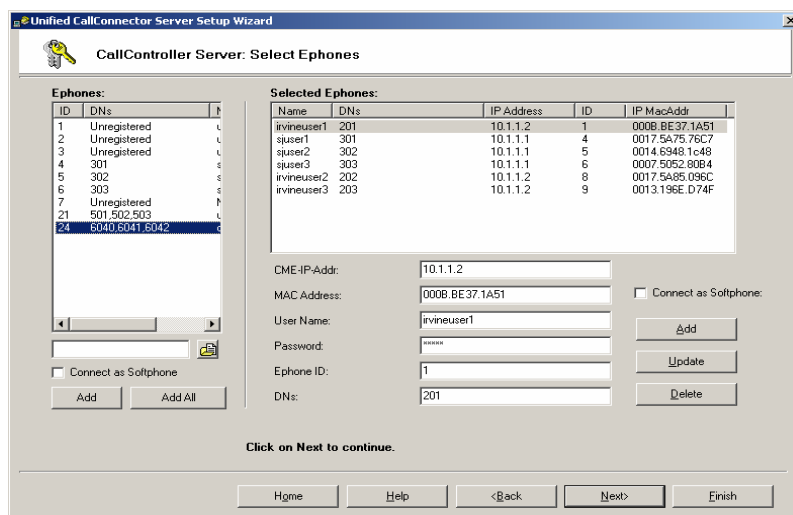 Unified CallConnector Server Setup Wizard
CallController Server: Select Ephones
Ephones:
ID DNs
1 Unregistered
2 Unregistered
3 Unregistered
4 301
5 302
6 303
7 Unregistered
21 501,502,503
24 6040,6041,6042
Connect as Softphone
Add Add All
Selected Ephones:
Name DNs IP Address ID IP MacAddr
irvineuser1 201 10.1.1.2 1 000B.BE37.1A51
sjuser1 301 10.1.1.1 4 0017.5A75.76C7
sjuser2 302 10.1.1.1 5 0014.6948.1c48
sjuser3 303 10.1.1.1 6 0007.5052.80B4
irvineuser2 202 10.1.1.2 8 0017.5A85.096C
irvineuser3 203 10.1.1.2 9 0013.196E.D74F
CME-IP-Addr: 10.1.1.2
MAC Address: 000B.BE37.1A51
User Name: irvineuser1
Password: *****
Ephone ID: 1
DNs: 201
Connect as Softphone:
Add
Update
Delete
Click on Next to continue.
Home Help <Back Next> Finish